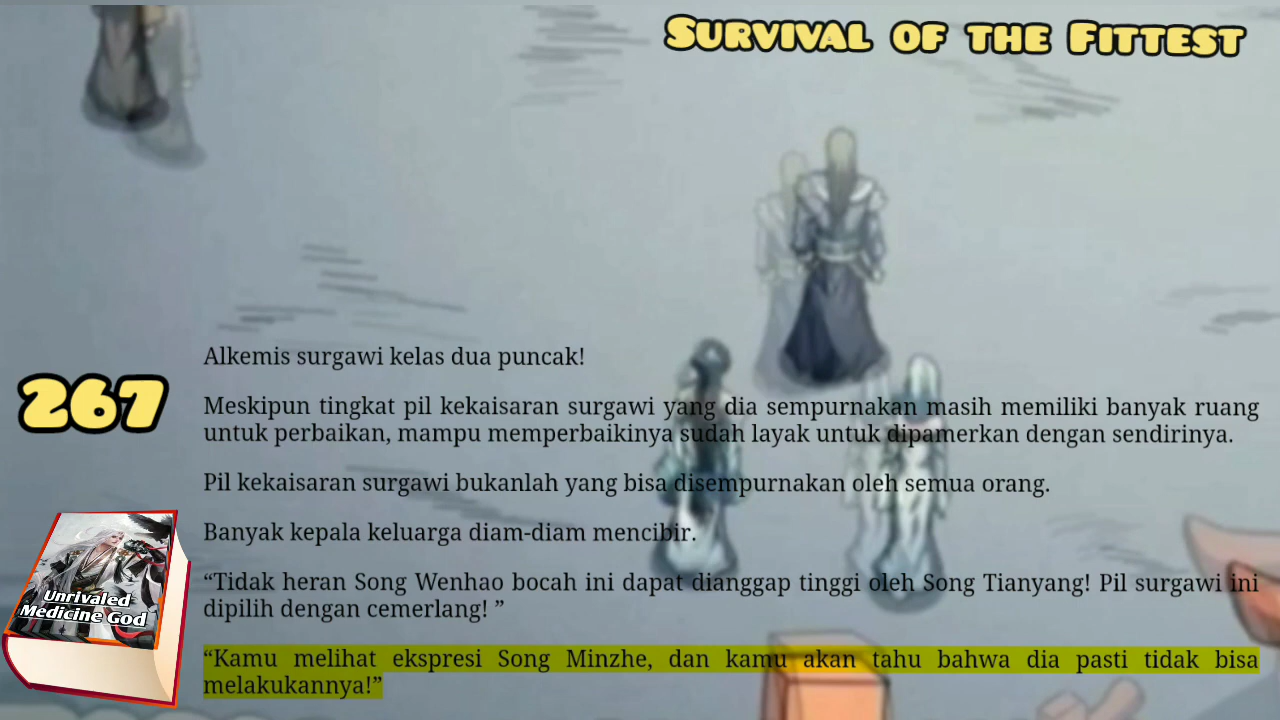 Survival of the Fittest
Alkemis surgawi kelas dua puncak!
Meskipun tingkat pil kekaisaran surgawi yang dia sempurnakan masih memiliki banyak ruang
untuk perbaikan, mampu memperbaikinya sudah layak untuk dipamerkan dengan sendirinya.
267
Pil kekaisaran surgawi bukanlah yang bisa disempurnakan oleh semua orang.
Banyak kepala keluarga diam-diam mencibir.
“Tidak heran Song Wenhao bocah ini dapat dianggap tinggi oleh Song Tianyang! Pil surgawi ini
dipilih dengan cemerlang! ”
Unrivaled
Medicine God
“Kamu melihat ekspresi Song Minzhe, dan kamu akan tahu bahwa dia pasti tidak bisa
melakukannya!”